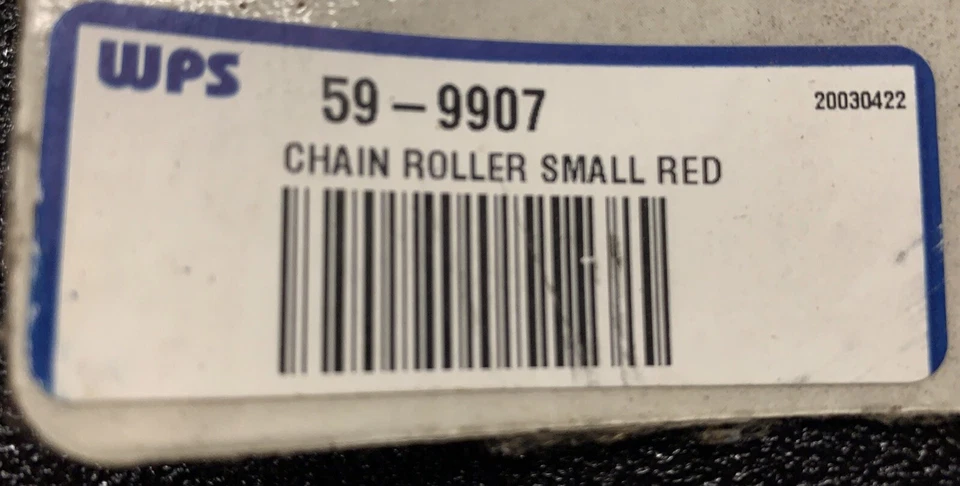 WPS
59-9907
20030422
CHAIN ROLLER SMALL RED